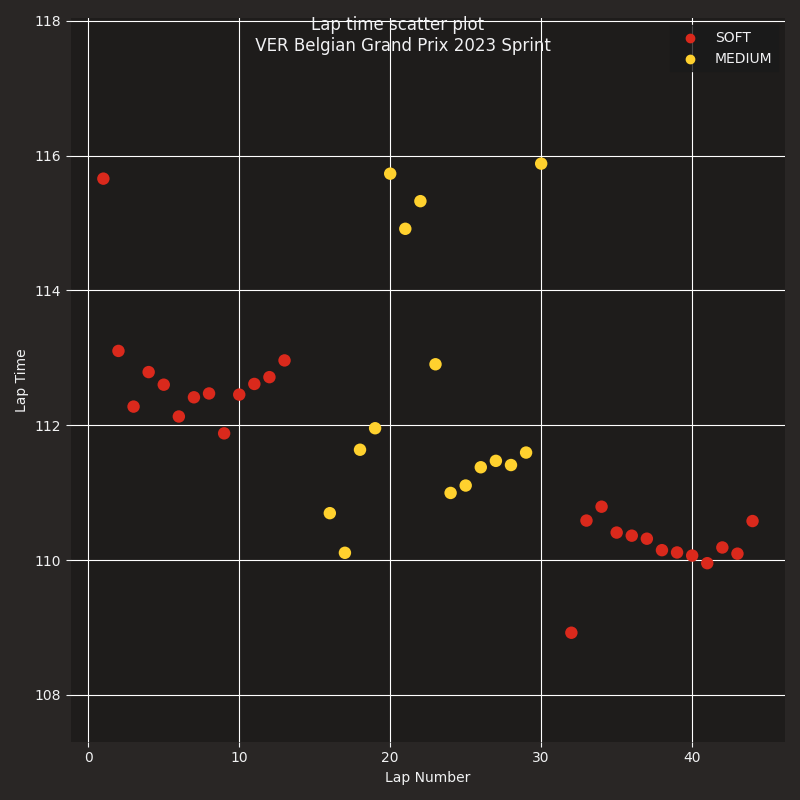 Lap time scatter plot
VER Belgian Grand Prix 2023 Sprint
SOFT
MEDIUM
118
116
114
112
110
108
Lap Time
0
10
20
30
40
Lap Number